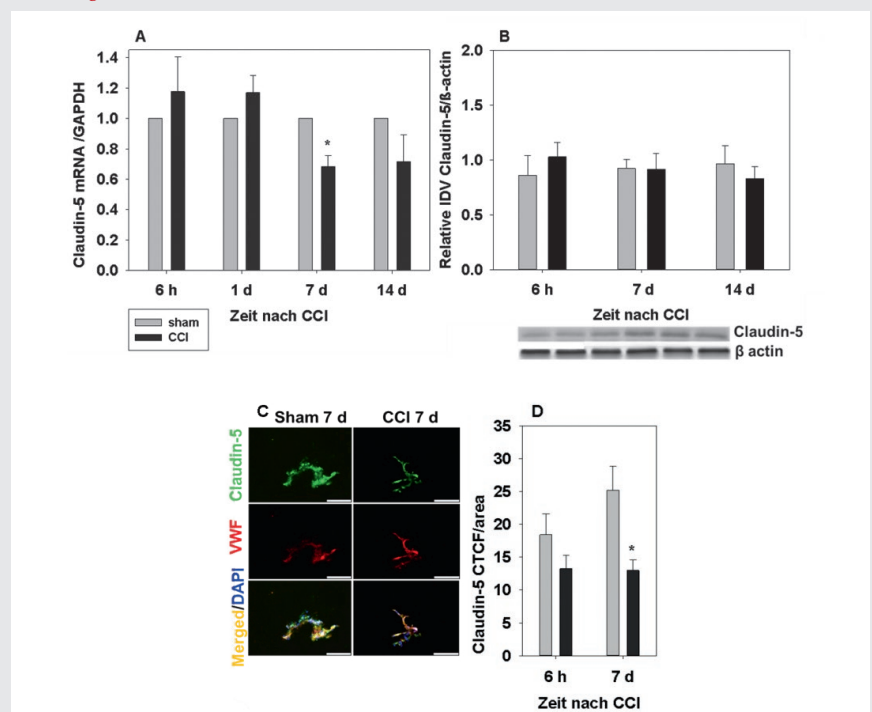 A
Claudin-5 mRNA /GAPDH
1.4
1.2
1.0
0.8
0.6
0.4
0.2
0.0
*
6 h 1 d 7 d 14 d
Zeit nach CCI
sham
CCI
B
Relative IDV Claudin-5/ß-actin
2.0
1.5
1.0
0.5
0.0
6 h 7 d 14 d
Zeit nach CCI
Claudin-5
β actin
C
Sham 7 d CCI 7 d
Claudin-5
VWF
Merged/DAPI
D
Claudin-5 CTCF/area
35
30
25
20
15
10
5
0
*
6 h 7 d
Zeit nach CCI